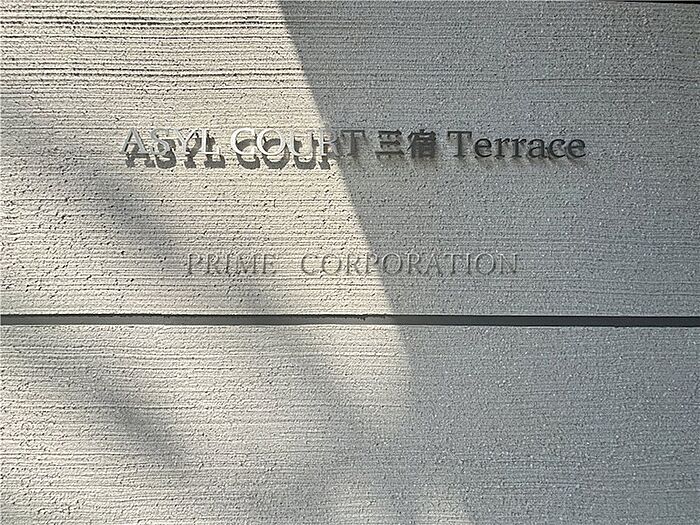 ASYL COURT 三宿 Terrace
PRIME CORPORATION